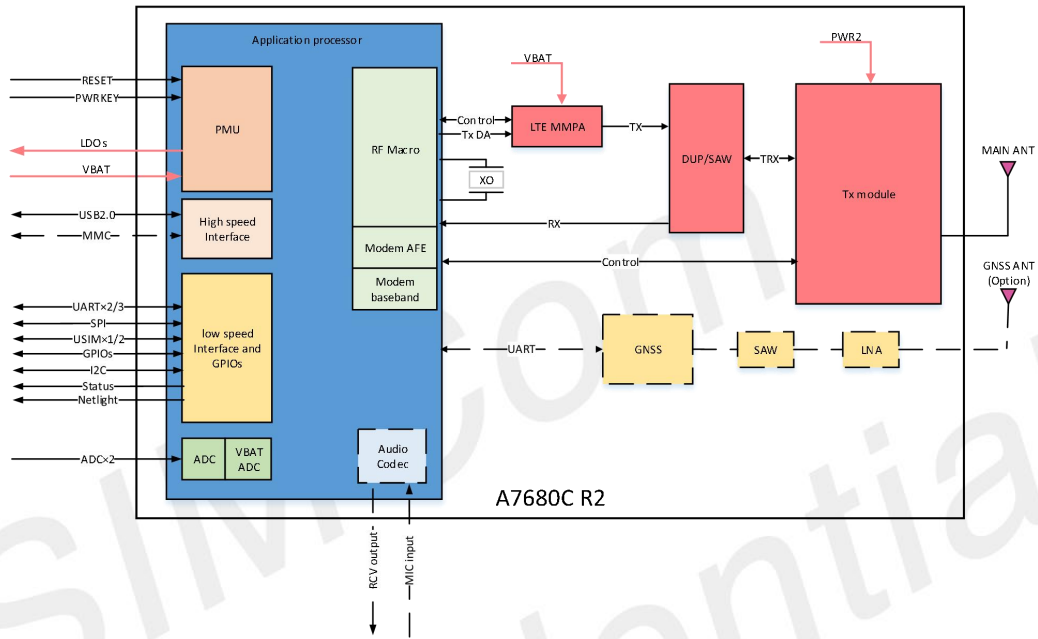 Application processor
RESET
PWRKEY
LDOs
VBAT
PMU
USB2.0
MMC
High speed
Interface
UART×2/3
SPI
USIM×1/2
GPIOs
I2C
Status
Netlight
low speed
Interface and
GPIOs
ADC×2
ADC
VBAT
ADC
RF Macro
Modem AFE
Modem
baseband
Audio
Codec
RCV output
MIC input
Control
Tx DA
XO
RX
Control
UART
VBAT
LTE MMPA
TX
DUP/SAW
TRX
PWR2
Tx module
MAIN ANT
GNSS ANT
(Option)
GNSS
SAW
LNA
A7680C R2